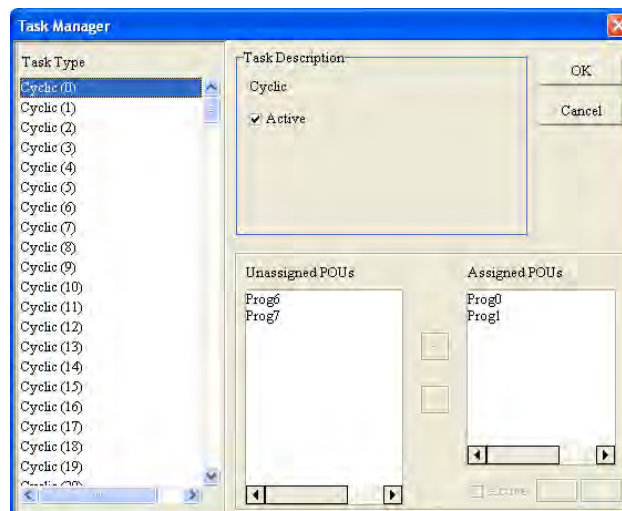 Task Manager
Task Type
Cyclic (0)
Cyclic (1)
Cyclic (2)
Cyclic (3)
Cyclic (4)
Cyclic (5)
Cyclic (6)
Cyclic (7)
Cyclic (8)
Cyclic (9)
Cyclic (10)
Cyclic (11)
Cyclic (12)
Cyclic (13)
Cyclic (14)
Cyclic (15)
Cyclic (16)
Cyclic (17)
Cyclic (18)
Cyclic (19)
Cyclic (20)
Task Description
Cyclic
Active
OK
Cancel
Unassigned POUs
Prog6
Prog7
Assigned POUs
Prog0
Prog1
Active